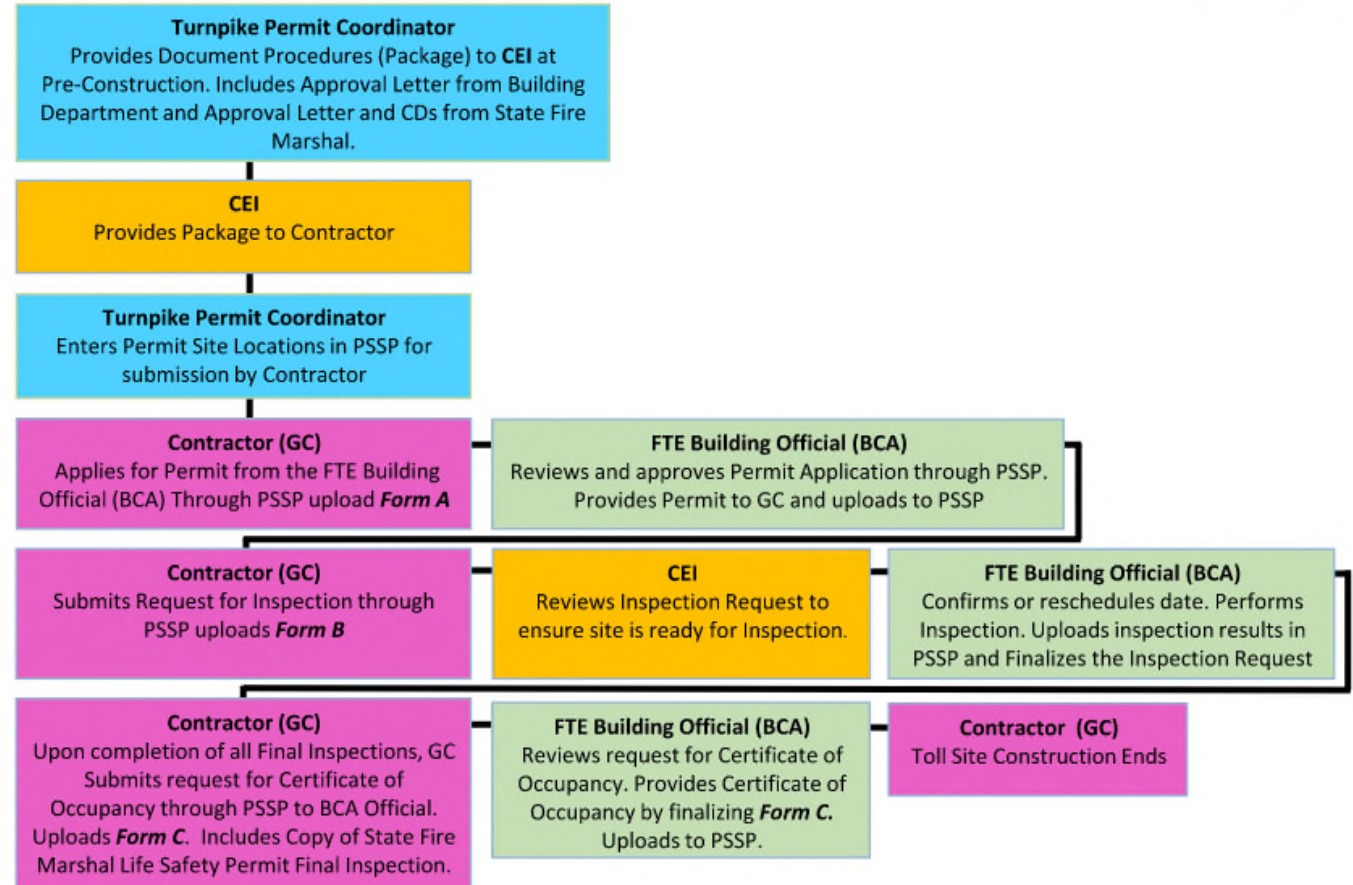 Turnpike Permit Coordinator
Provides Document Procedures (Package) to CEI at
Pre-Construction. Includes Approval Letter from Building
Department and Approval Letter and CDs from State Fire
Marshal.
CEI
Provides Package to Contractor
Turnpike Permit Coordinator
Enters Permit Site Locations in PSSP for
submission by Contractor
Contractor (GC)
Applies for Permit from the FTE Building
Official (BCA) Through PSSP upload Form A
FTE Building Official (BCA)
Reviews and approves Permit Application through PSSP.
Provides Permit to GC and uploads to PSSP
Contractor (GC)
Submits Request for Inspection through
PSSP uploads Form B
CEI
Reviews Inspection Request to
ensure site is ready for Inspection.
FTE Building Official (BCA)
Confirms or reschedules date. Performs
Inspection. Uploads inspection results in
PSSP and Finalizes the Inspection Request
Contractor (GC)
Upon completion of all Final Inspections, GC
Submits request for Certificate of
Occupancy through PSSP to BCA Official.
Uploads Form C. Includes Copy of State Fire
Marshal Life Safety Permit Final Inspection.
FTE Building Official (BCA)
Reviews request for Certificate of
Occupancy. Provides Certificate of
Occupancy by finalizing Form C.
Uploads to PSSP.
Contractor (GC)
Toll Site Construction Ends